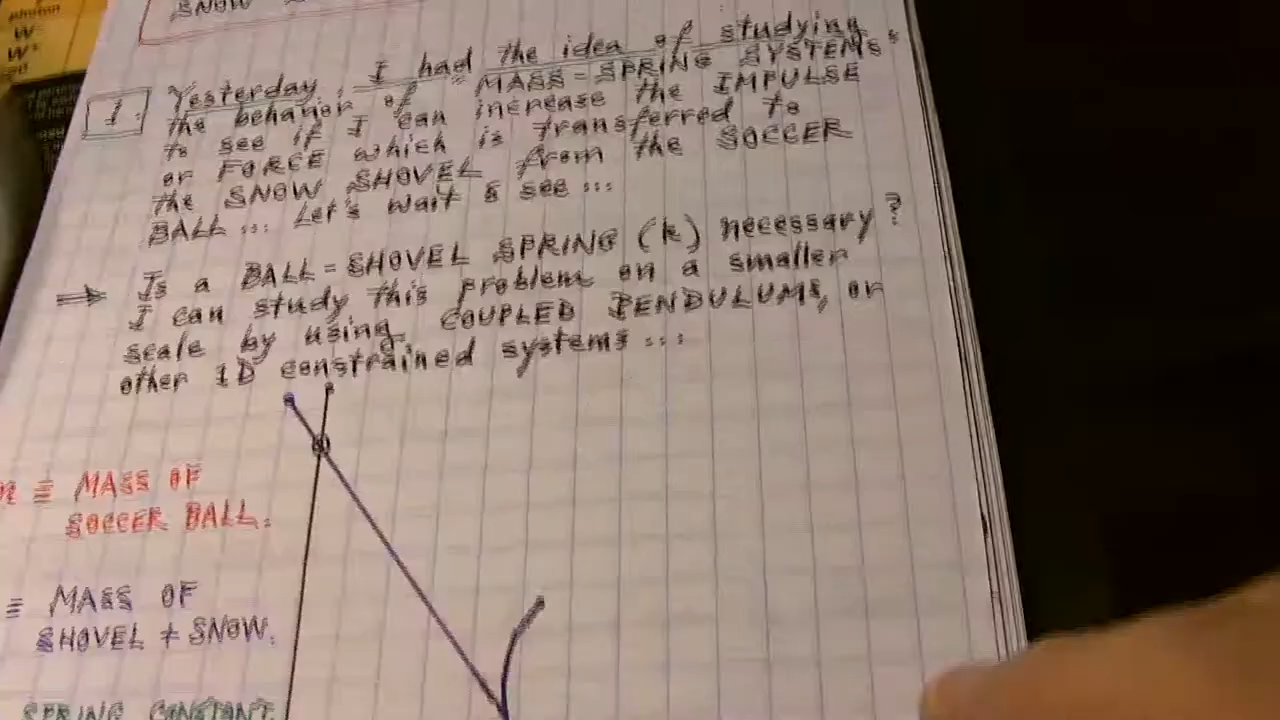 photon
W=
W=
SNOW
1.
Yesterday, I had the idea of studying
the behavior of MASS-SPRING SYSTEMS
to see if I can increase the IMPULSE
or FORCE which is transferred to
the SNOW SHOVEL from the SOCCER
BALL... Let's wait & see...
⇒ Is a BALL-SHOVEL SPRING (k) necessary?
I can study this problem on a smaller
scale by using COUPLED PENDULUMS, or
other 1D constrained systems...
m ≡ MASS OF
SOCCER BALL.
≡ MASS OF
SHOVEL + SNOW.
SPRING CONSTANT